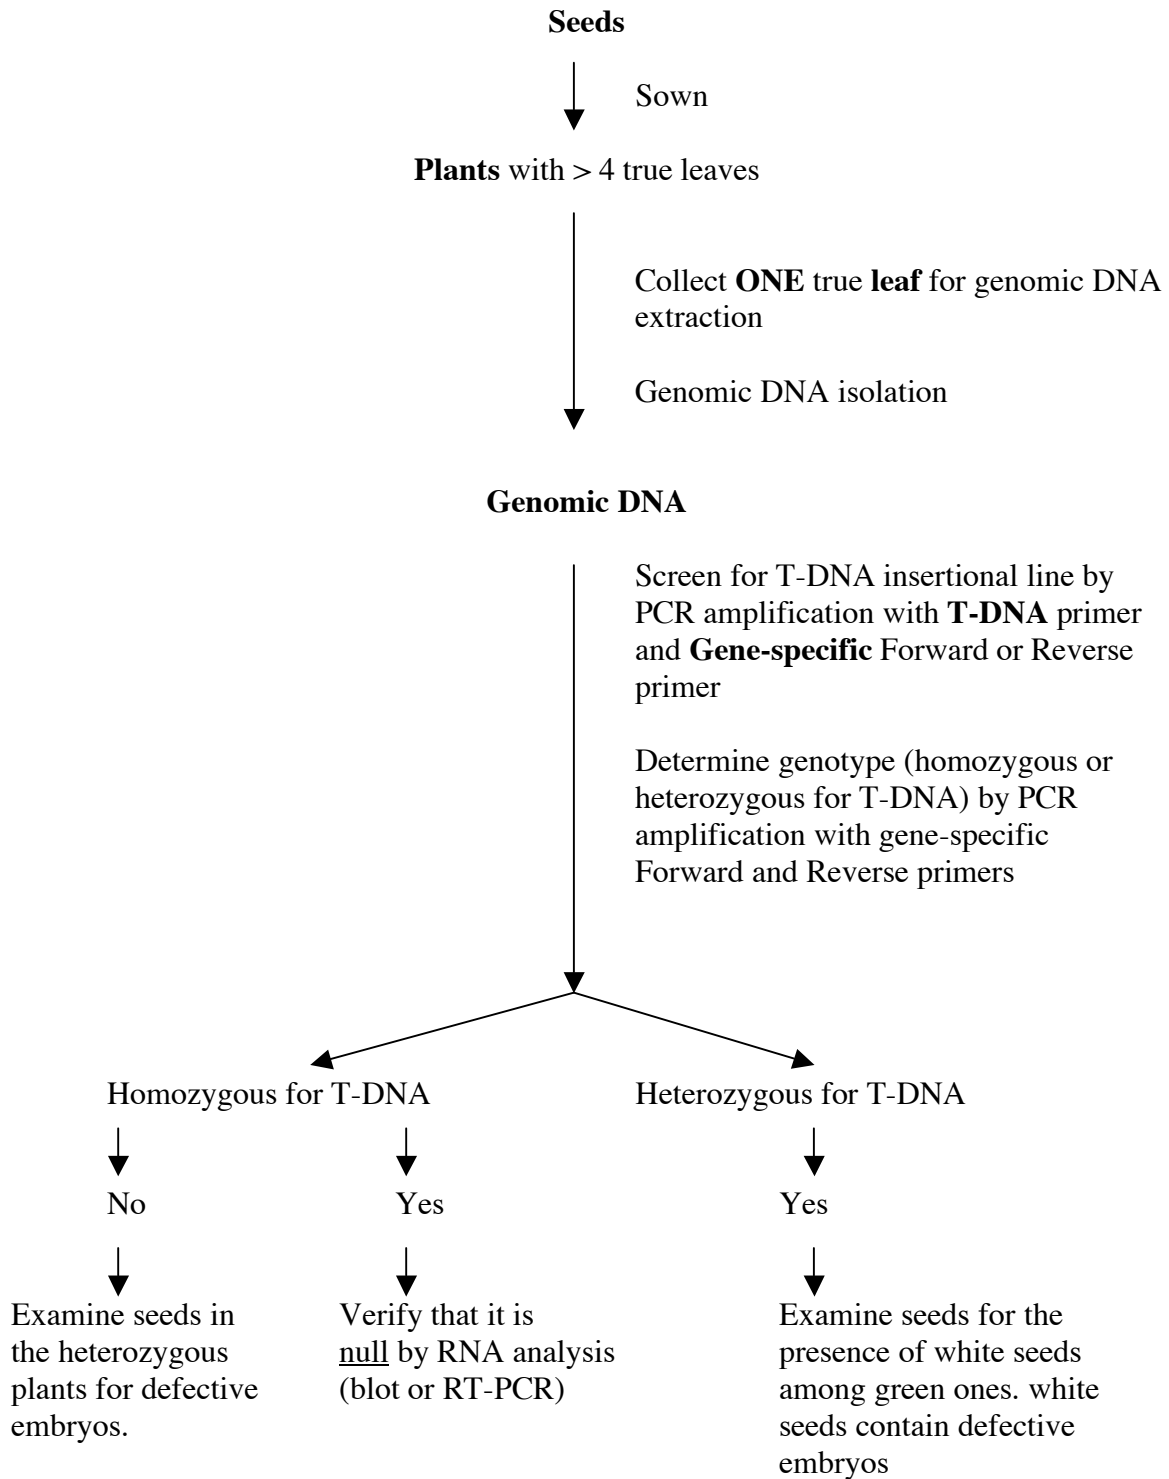 Seeds
Sown
Plants with > 4 true leaves
Collect ONE true leaf for genomic DNA
extraction
Genomic DNA isolation
Genomic DNA
Screen for T-DNA insertional line by
PCR amplification with T-DNA primer
and Gene-specific Forward or Reverse
primer
Determine genotype (homozygous or
heterozygous for T-DNA) by PCR
amplification with gene-specific
Forward and Reverse primers
Homozygous for T-DNA
Heterozygous for T-DNA
No
Yes
Yes
Examine seeds in
the heterozygous
plants for defective
embryos.
Verify that it is
null by RNA analysis
(blot or RT-PCR)
Examine seeds for the
presence of white seeds
among green ones. white
seeds contain defective
embryos